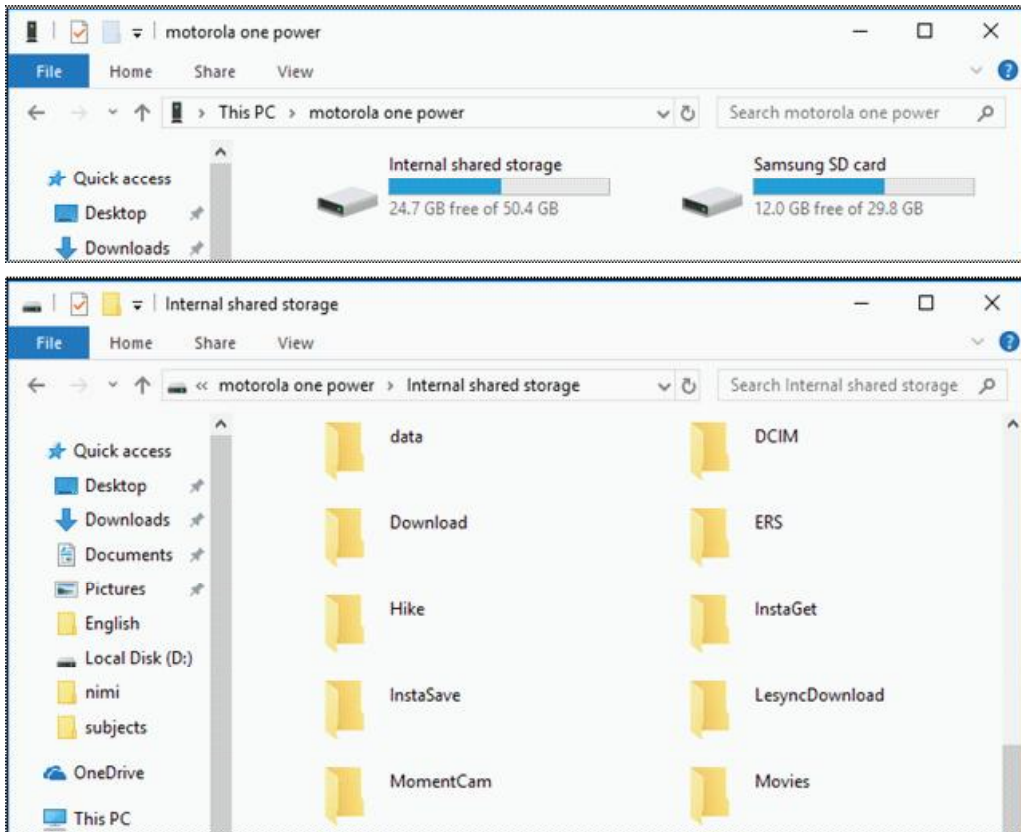 motorola one power
File Home Share View
This PC > motorola one power Search motorola one power
Quick access
Desktop
Downloads
Internal shared storage
24.7 GB free of 50.4 GB
Samsung SD card
12.0 GB free of 29.8 GB
Internal shared storage
File Home Share View
« motorola one power > Internal shared storage Search Internal shared storage
Quick access
Desktop
Downloads
Documents
Pictures
English
Local Disk (D:)
nimi
subjects
OneDrive
This PC
data DCIM
Download ERS
Hike InstaGet
InstaSave LesyncDownload
MomentCam Movies